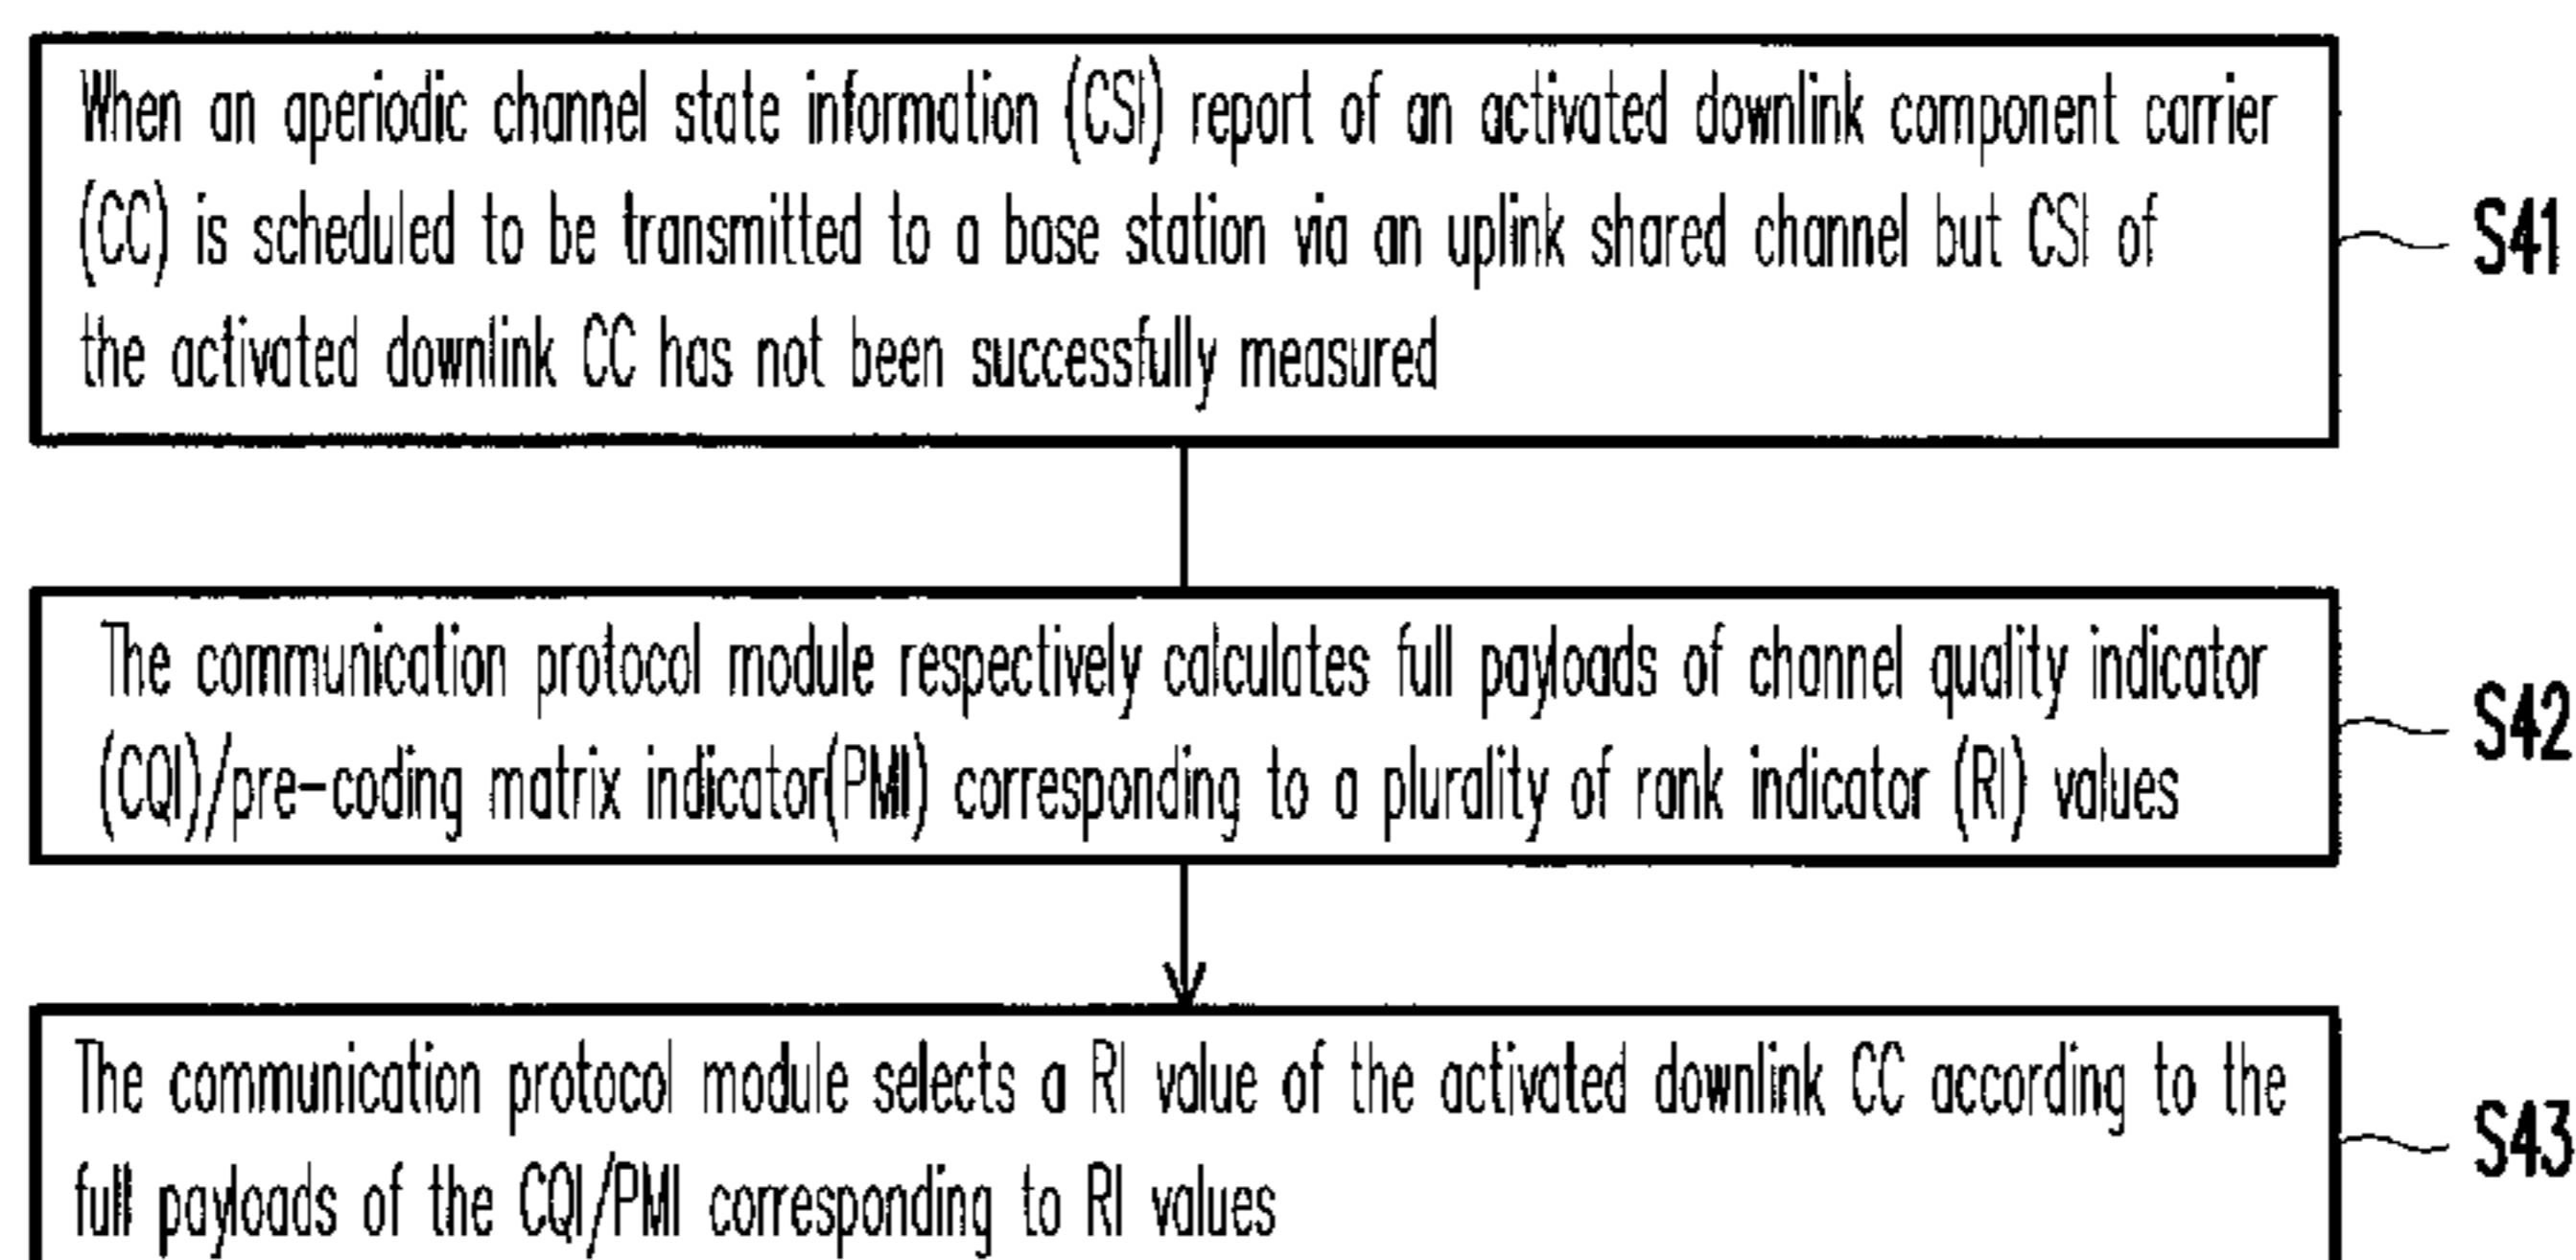 When an aperiodic channel state information (CSI) report of an activated downlink component carrier
(CC) is scheduled to be transmitted to a base station via an uplink shared channel but CSI of
the activated downlink CC has not been successfully measured
S41
The communication protocol module respectively calculates full payloads of channel quality indicator
(CQI)/pre-coding matrix indicator(PMI) corresponding to a plurality of rank indicator (RI) values
S42
The communication protocol module selects a RI value of the activated downlink CC according to the
full payloads of the CQI/PMI corresponding to RI values
S43